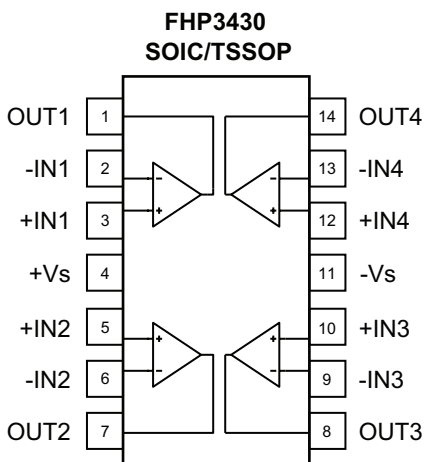 FHP3430
SOIC/TSSOP
OUT1 1 14 OUT4
-IN1 2 - - 13 -IN4
+IN1 3 + + 12 +IN4
+Vs 4 11 -Vs
+IN2 5 + + 10 +IN3
-IN2 6 - - 9 -IN3
OUT2 7 8 OUT3